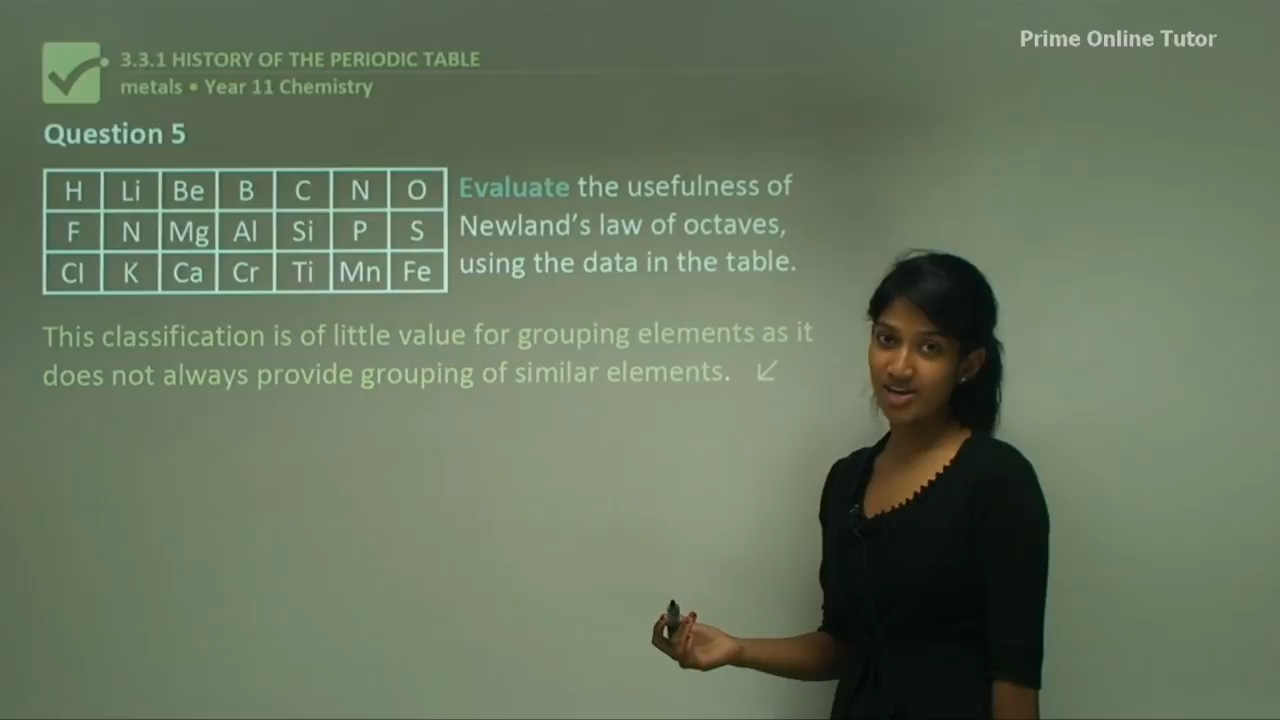 Prime Online Tutor
3.3.1 HISTORY OF THE PERIODIC TABLE
metals • Year 11 Chemistry
Question 5
H Li Be B C N O
F N Mg Al Si P S
Cl K Ca Cr Ti Mn Fe
Evaluate the usefulness of
Newland's law of octaves,
using the data in the table.
This classification is of little value for grouping elements as it
does not always provide grouping of similar elements.